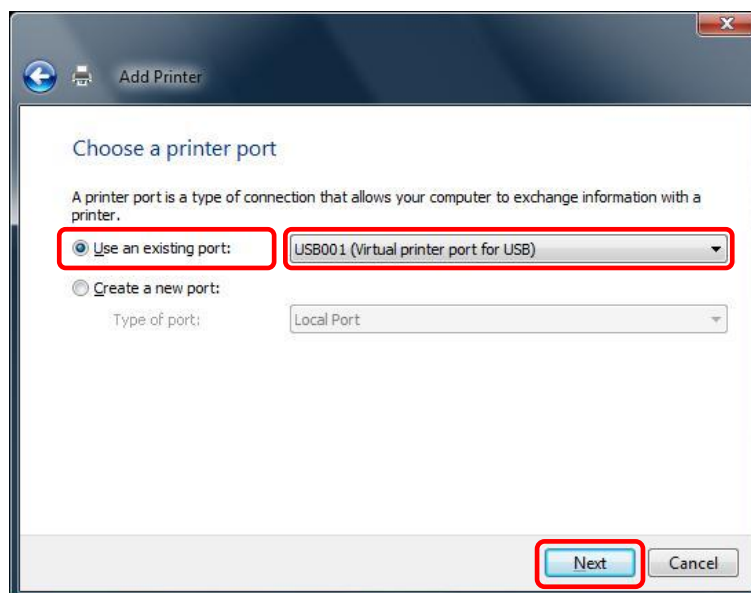 Add Printer
Choose a printer port
A printer port is a type of connection that allows your computer to exchange information with a
printer.
Use an existing port: USB001 (Virtual printer port for USB)
Create a new port:
Type of port: Local Port
Next Cancel